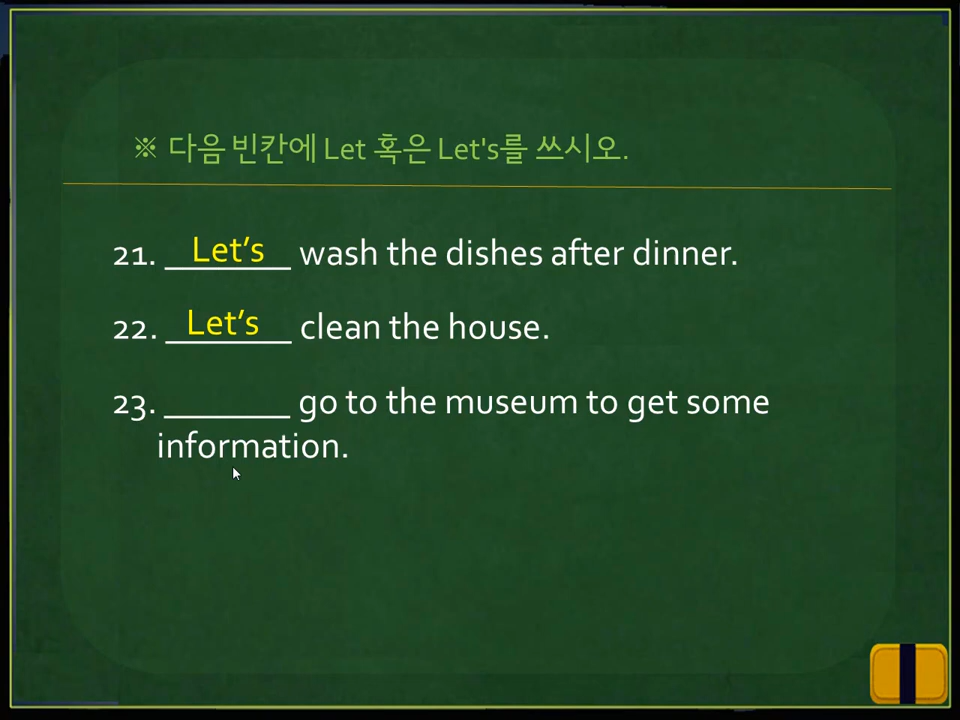 ※ 다음 빈칸에 Let 혹은 Let's를 쓰시오.
21. Let’s wash the dishes after dinner.
22. Let’s clean the house.
23. _______ go to the museum to get some
information.